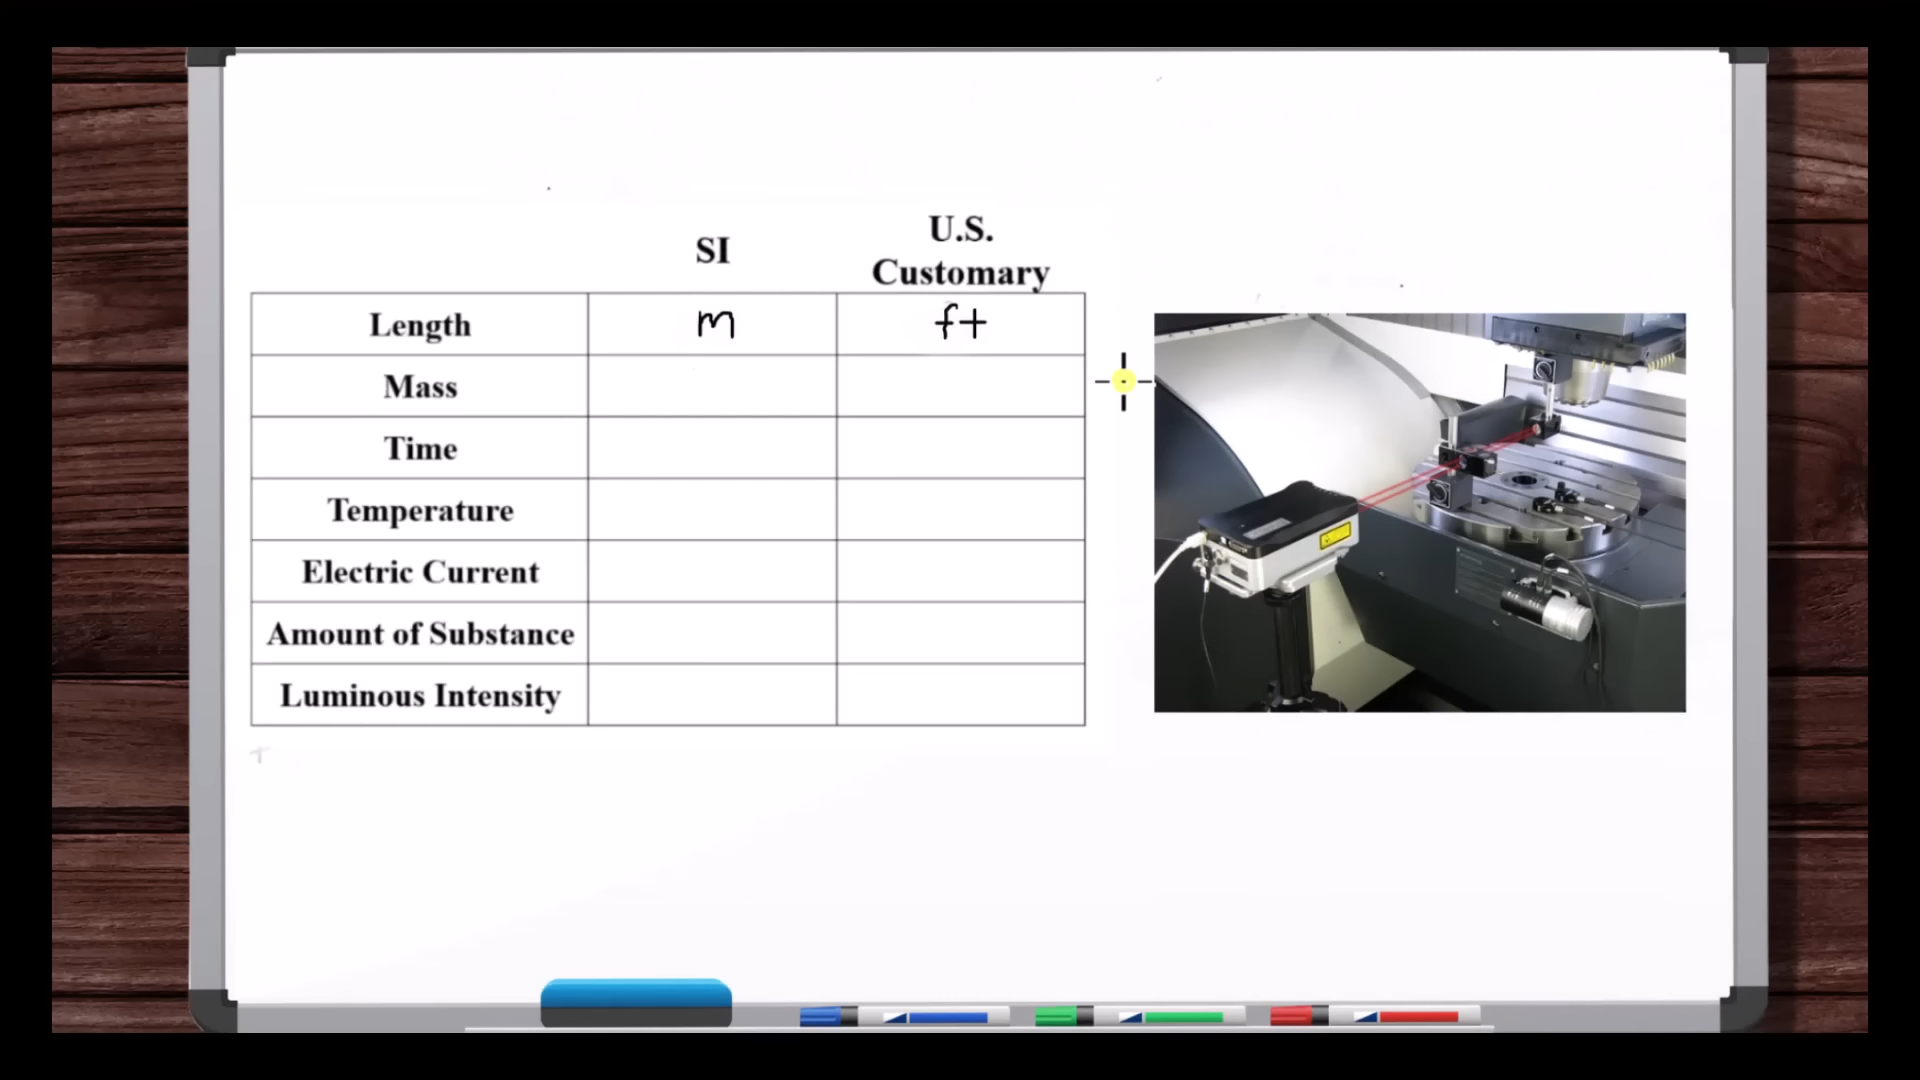 SI
U.S.
Customary
Length m ft
Mass
Time
Temperature
Electric Current
Amount of Substance
Luminous Intensity